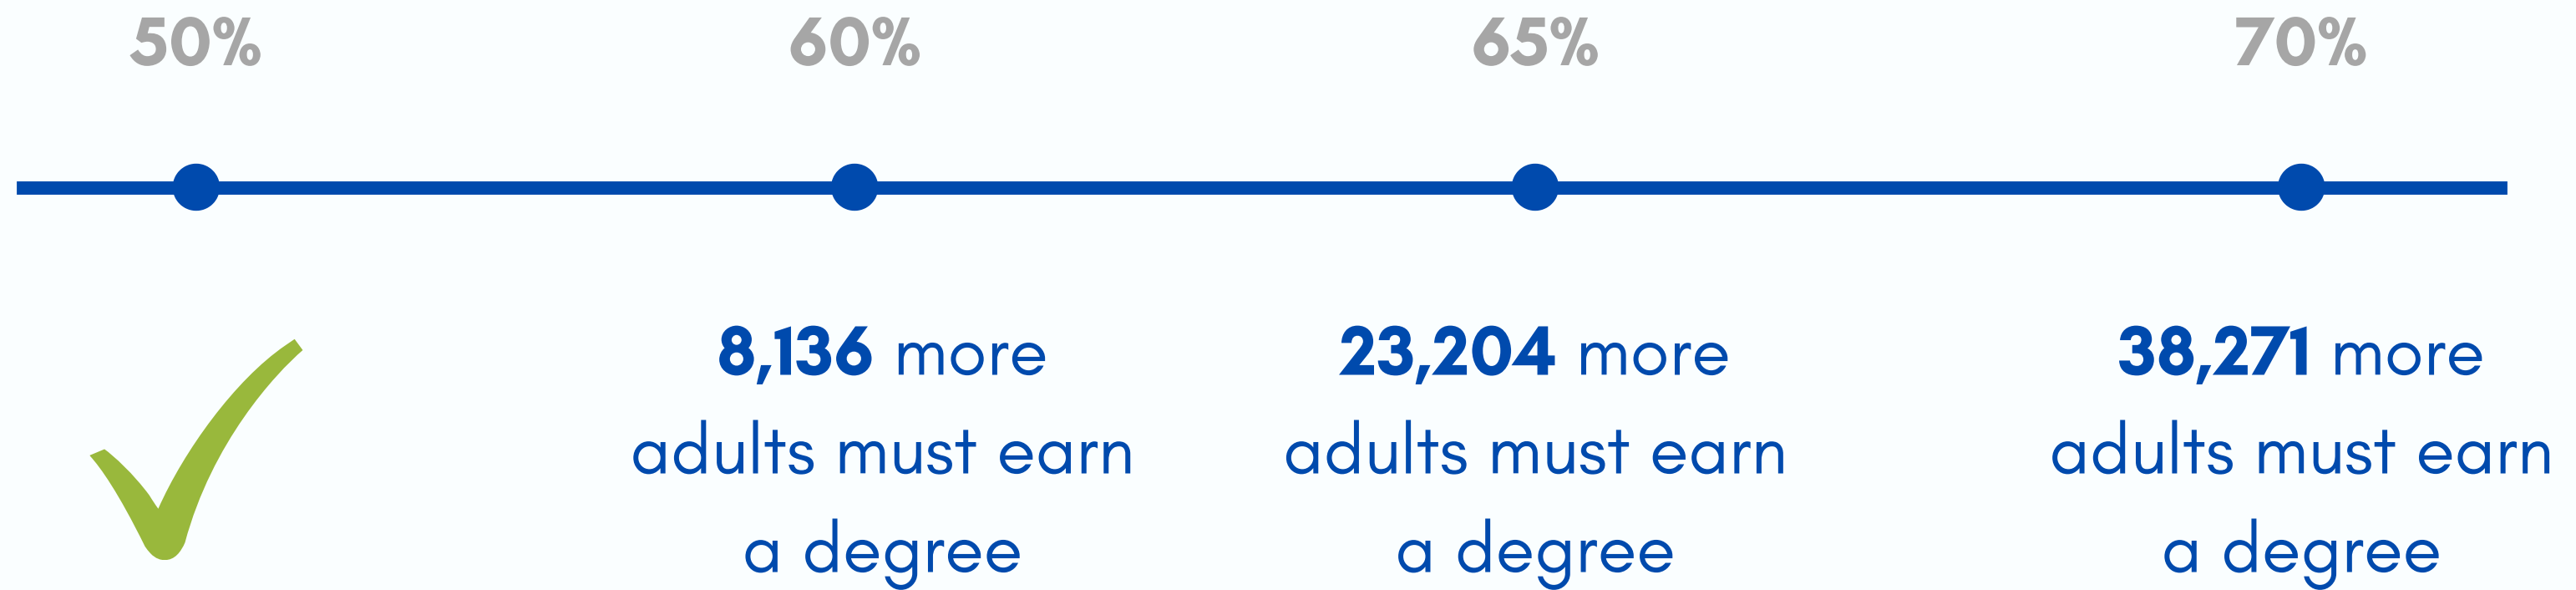 50% 60% 65% 70%
8,136 more 23,204 more 38,271 more
adults must earn adults must earn adults must earn
a degree a degree a degree